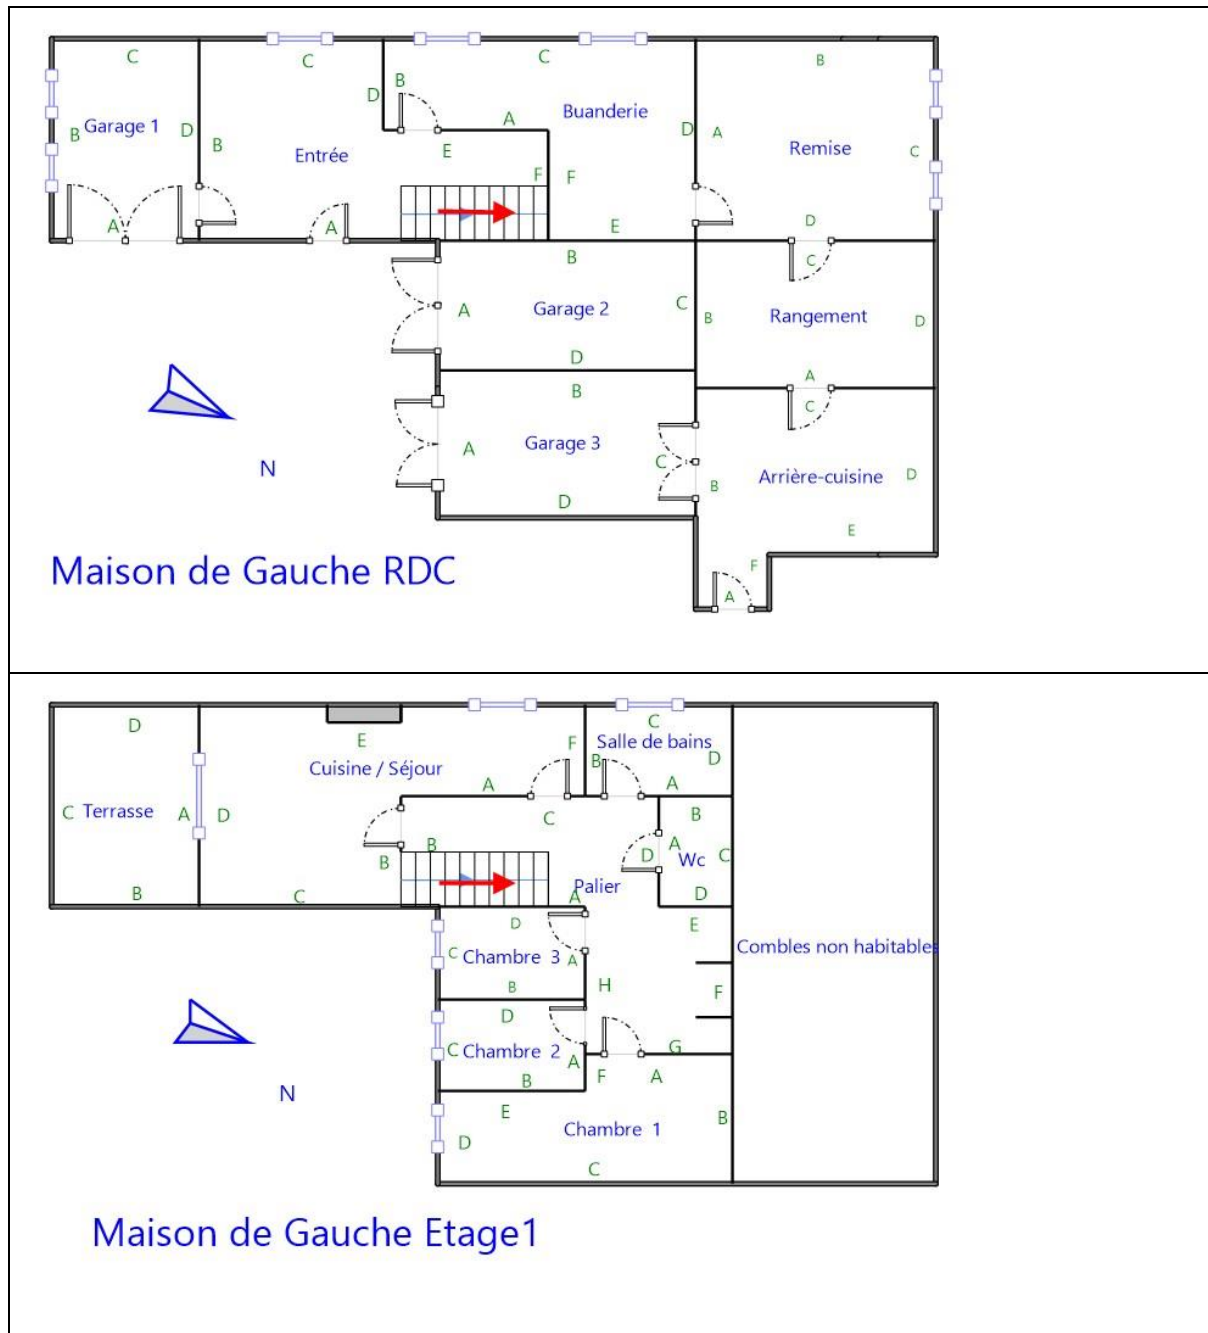 C
C
C
B
B
D
A
Buanderie
Garage 1
D
D
A
B
B
Entrée
E
Remise
C
F
F
A
A
E
D
B
C
Garage 2
C
A
B
Rangement
D
D
A
B
C
Garage 3
A
C
Arrière-cuisine
D
B
N
D
E
Maison de Gauche RDC
F
A
D
C
E
F
Salle de bains
B
D
Cuisine / Séjour
A
A
C
Terrasse
A
D
C
B
A
B
B
D
Wc
C
Palier
B
C
A
D
D
E
C
Chambre 3
A
Combles non habitables
B
H
F
D
C
Chambre 2
A
G
B
F
A
N
E
Chambre 1
B
D
C
Maison de Gauche Etage1